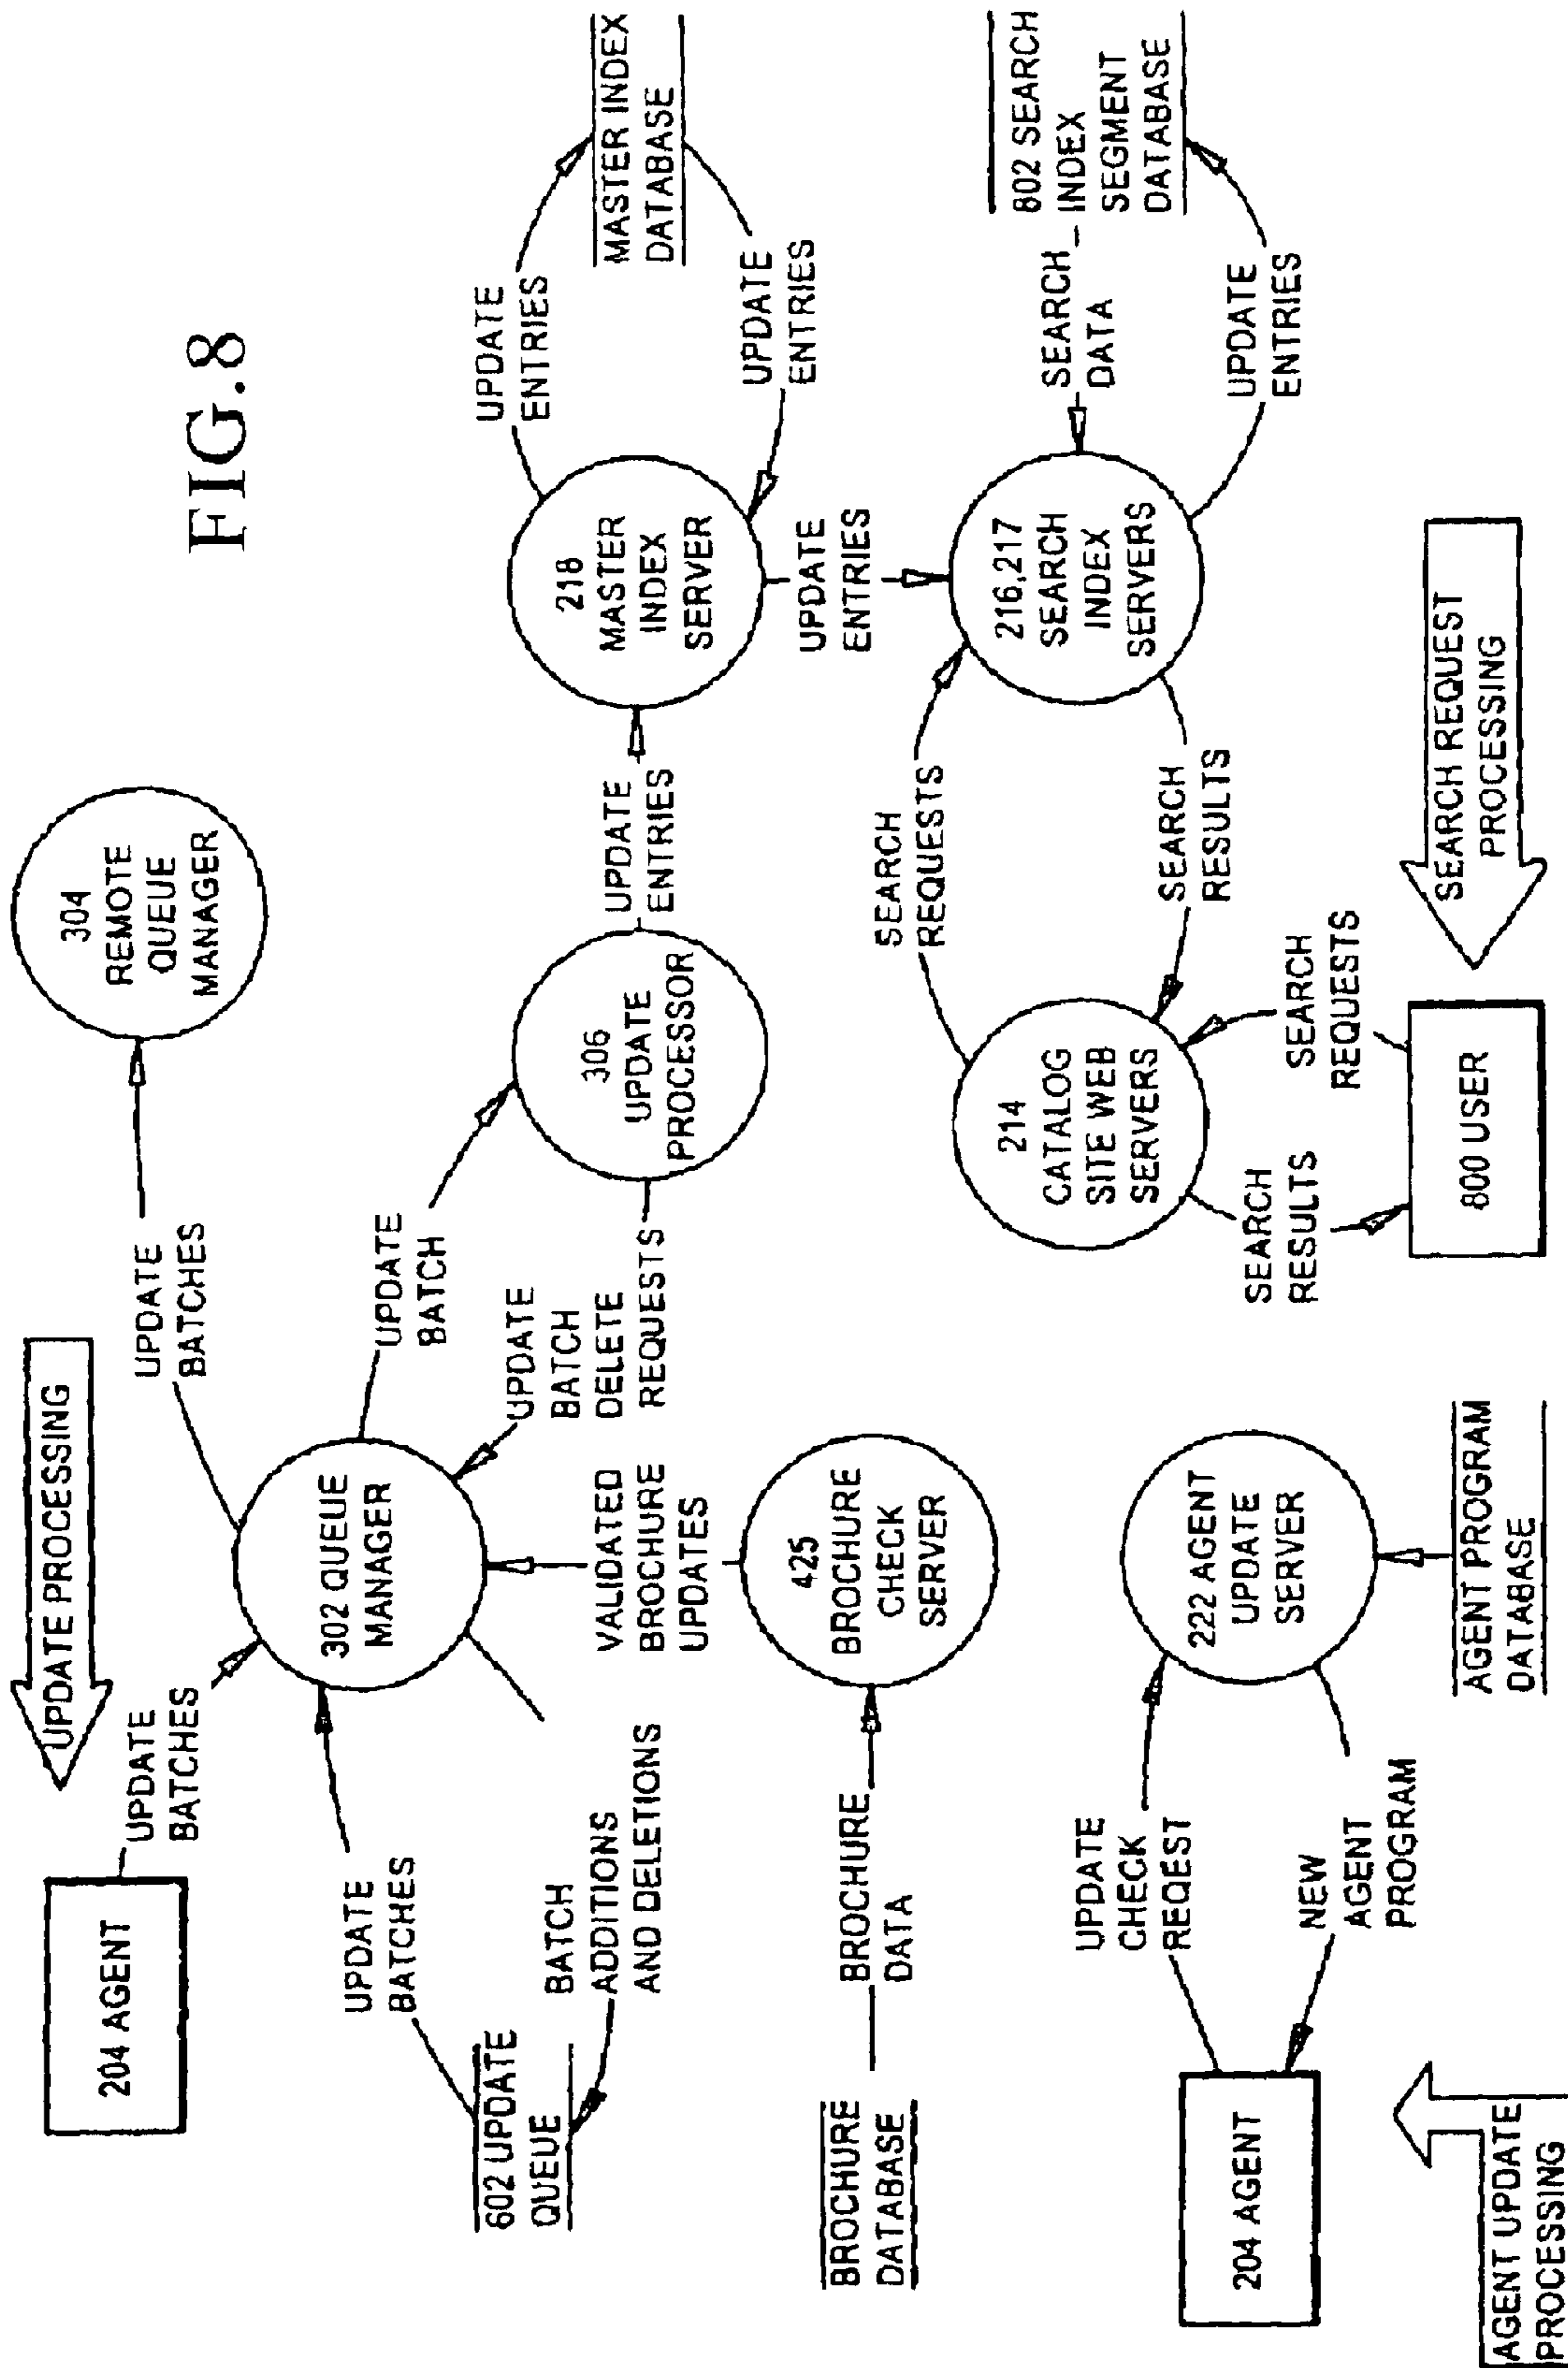 FIG.8
UPDATE PROCESSING
204 AGENT
UPDATE
BATCHES
302 QUEUE
MANAGER
UPDATE
BATCHES
304
REMOTE
QUEUE
MANAGER
UPDATE
BATCHES
602 UPDATE
QUEUE
BATCH
ADDITIONS
AND DELETIONS
UPDATE
BATCH
UPDATE
BATCH
DELETE
REQUESTS
306
UPDATE
PROCESSOR
UPDATE
ENTRIES
218
MASTER
INDEX
SERVER
UPDATE
ENTRIES
MASTER INDEX
DATABASE
UPDATE
ENTRIES
VALIDATED
BROCHURE
UPDATES
BROCHURE
DATABASE
BROCHURE
DATA
425
BROCHURE
CHECK
SERVER
UPDATE
ENTRIES
216,217
SEARCH
INDEX
SERVERS
SEARCH
DATA
802 SEARCH
INDEX
SEGMENT
DATABASE
UPDATE
ENTRIES
SEARCH
REQUESTS
SEARCH
RESULTS
214
CATALOG
SITE WEB
SERVERS
SEARCH
RESULTS
SEARCH
REQUESTS
800 USER
SEARCH REQUEST
PROCESSING
204 AGENT
UPDATE
CHECK
REQEST
NEW
AGENT
PROGRAM
222 AGENT
UPDATE
SERVER
AGENT PROGRAM
DATABASE
AGENT UPDATE
PROCESSING